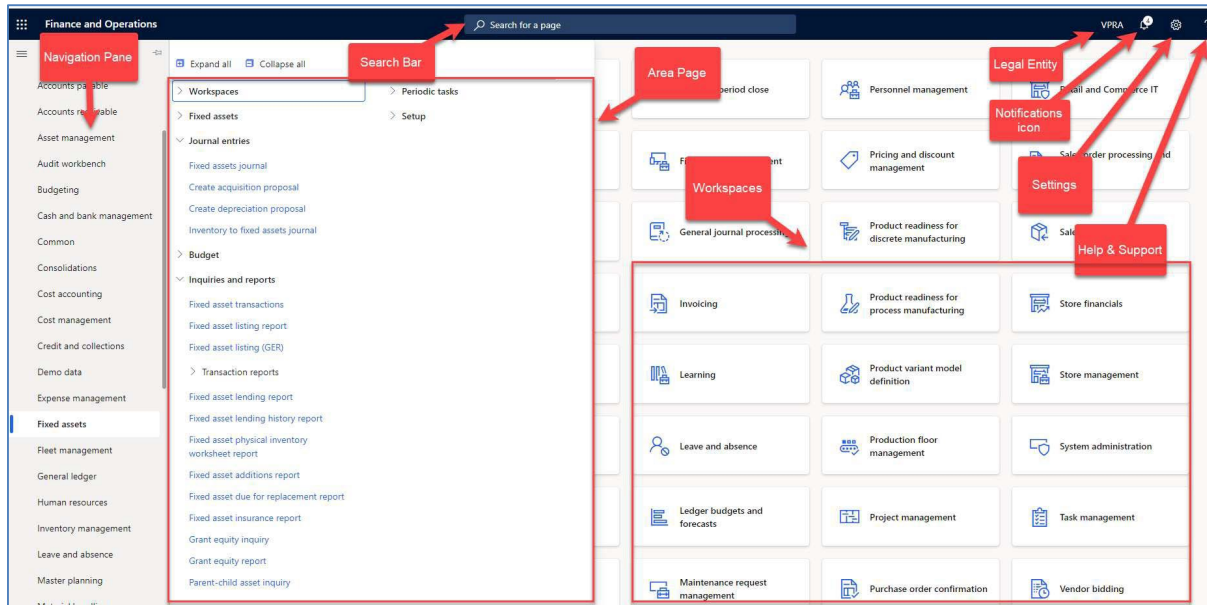 Finance and Operations
Search for a page
VPRA
4
Navigation Pane
Search Bar
Area Page
Legal Entity
Notifications
icon
Settings
Help & Support
Workspaces
Accounts payable
Accounts receivable
Asset management
Audit workbench
Budgeting
Cash and bank management
Common
Consolidations
Cost accounting
Cost management
Credit and collections
Demo data
Expense management
Fixed assets
Fleet management
General ledger
Human resources
Inventory management
Leave and absence
Master planning
Expand all
Collapse all
Workspaces
Fixed assets
Journal entries
Fixed assets journal
Create acquisition proposal
Create depreciation proposal
Inventory to fixed assets journal
Budget
Inquiries and reports
Fixed asset transactions
Fixed asset listing report
Fixed asset listing (GER)
Transaction reports
Fixed asset lending report
Fixed asset lending history report
Fixed asset physical inventory
worksheet report
Fixed asset additions report
Fixed asset due for replacement report
Fixed asset insurance report
Grant equity inquiry
Grant equity report
Parent-child asset inquiry
Periodic tasks
Setup
period close
Personnel management
Retail and Commerce IT
Pricing and discount
management
Sales order processing and
General journal processing
Product readiness for
discrete manufacturing
Invoicing
Product readiness for
process manufacturing
Store financials
Learning
Product variant model
definition
Store management
Leave and absence
Production floor
management
System administration
Ledger budgets and
forecasts
Project management
Task management
Maintenance request
management
Purchase order confirmation
Vendor bidding